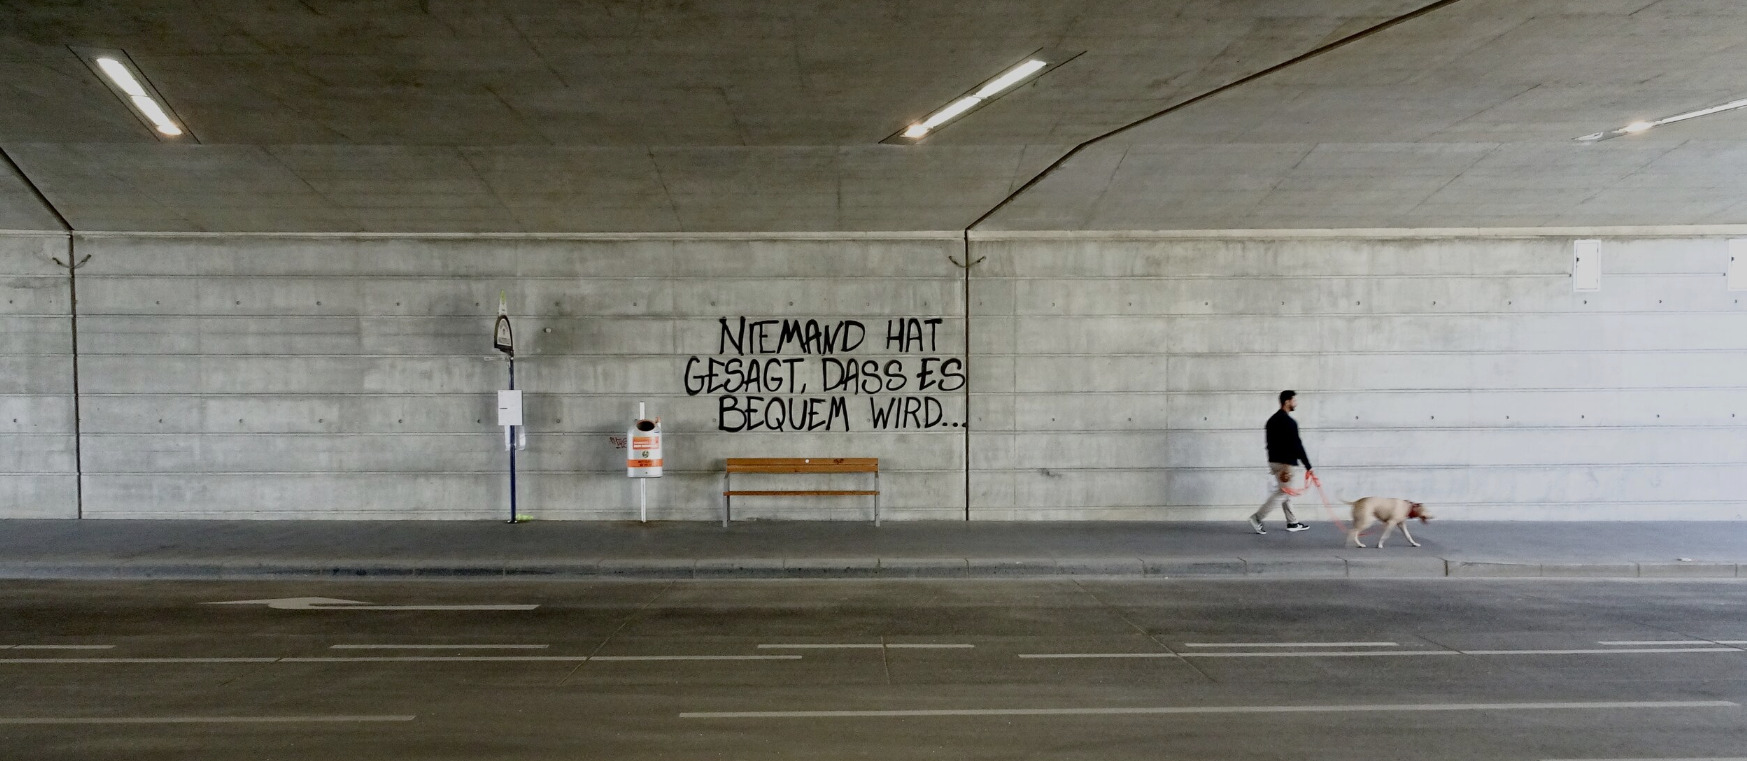 NIEMAND HAT
GESAGT, DASS ES
BEQUEM WIRD...